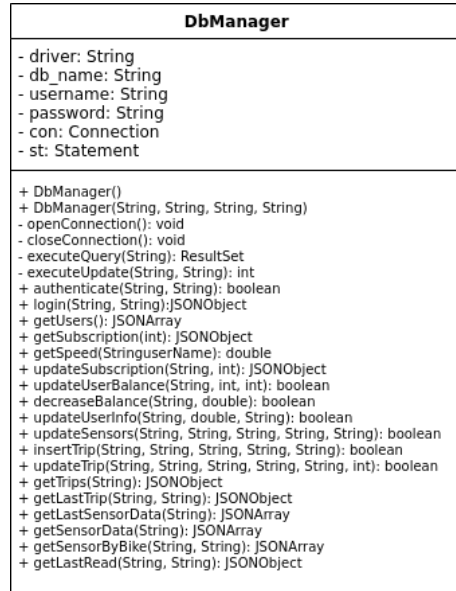 DbManager
- driver: String
- db_name: String
- username: String
- password: String
- con: Connection
- st: Statement
+ DbManager()
+ DbManager(String, String, String, String)
- openConnection(): void
- closeConnection(): void
- executeQuery(String): ResultSet
- executeUpdate(String, String): int
+ authenticate(String, String): boolean
+ login(String, String):JSONObject
+ getUsers(): JSONArray
+ getSubscription(int): JSONObject
+ getSpeed(StringuserName): double
+ updateSubscription(String, int): JSONObject
+ updateUserBalance(String, int, int): boolean
+ decreaseBalance(String, double): boolean
+ updateUserInfo(String, double, String): boolean
+ updateSensors(String, String, String, String, String): boolean
+ insertTrip(String, String, String, String, String): boolean
+ updateTrip(String, String, String, String, String, int): boolean
+ getTrips(String): JSONObject
+ getLastTrip(String, String): JSONObject
+ getLastSensorData(String): JSONArray
+ getSensorData(String): JSONArray
+ getSensorByBike(String, String): JSONArray
+ getLastRead(String, String): JSONObject